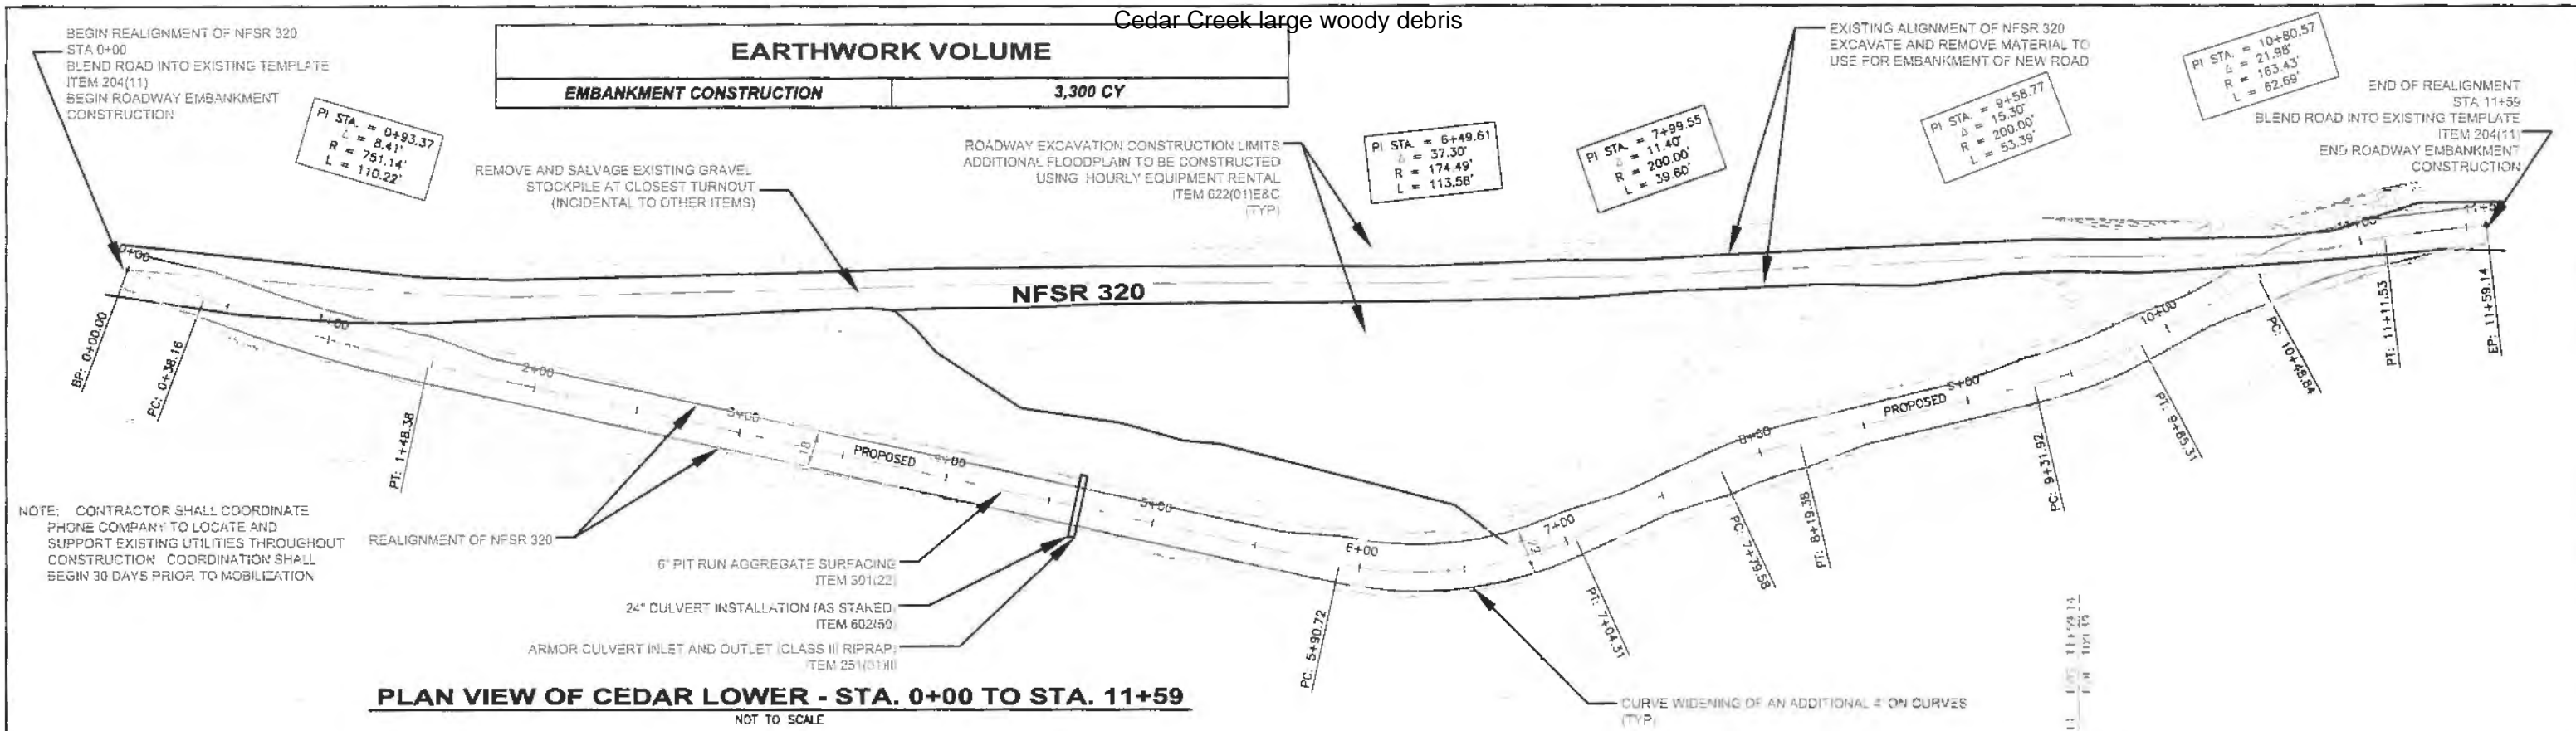 Cedar Creek large woody debris
BEGIN REALIGNMENT OF NFSR 320
STA 0+00
BLEND ROAD INTO EXISTING TEMPLATE
ITEM 204(11)
BEGIN ROADWAY EMBANKMENT
CONSTRUCTION
EARTHWORK VOLUME
EMBANKMENT CONSTRUCTION 3,300 CY
EXISTING ALIGNMENT OF NFSR 320
EXCAVATE AND REMOVE MATERIAL TO
USE FOR EMBANKMENT OF NEW ROAD
PI STA. = 0+93.37
Δ = 8.41°
R = 751.14'
L = 110.22'
REMOVE AND SALVAGE EXISTING GRAVEL
STOCKPILE AT CLOSEST TURNOUT
(INCIDENTAL TO OTHER ITEMS)
ROADWAY EXCAVATION CONSTRUCTION LIMITS
ADDITIONAL FLOODPLAIN TO BE CONSTRUCTED
USING HOURLY EQUIPMENT RENTAL
ITEM 622(01)E&C
(TYP)
PI STA. = 6+49.61
Δ = 37.30°
R = 174.49'
L = 113.58'
PI STA. = 7+99.55
Δ = 11.40°
R = 200.00'
L = 39.80'
PI STA. = 9+58.77
Δ = 15.30°
R = 200.00'
L = 53.39'
PI STA. = 10+80.57
Δ = 21.98°
R = 163.43'
L = 62.69'
END OF REALIGNMENT
STA 11+59
BLEND ROAD INTO EXISTING TEMPLATE
ITEM 204(11)
END ROADWAY EMBANKMENT
CONSTRUCTION
NFSR 320
0+00
1+00
2+00
3+00
4+00
5+00
6+00
7+00
8+00
9+00
10+00
11+00
BP: 0+00.00
PC: 0+38.16
PT: 1+48.38
18
PROPOSED
PC: 5+90.72
22
PT: 7+04.31
PC: 7+79.58
PT: 8+19.38
PROPOSED
PC: 9+31.92
PT: 9+85.31
PC: 10+48.84
PT: 11+11.53
EP: 11+59.14
NOTE: CONTRACTOR SHALL COORDINATE
PHONE COMPANY TO LOCATE AND
SUPPORT EXISTING UTILITIES THROUGHOUT
CONSTRUCTION COORDINATION SHALL
BEGIN 30 DAYS PRIOR TO MOBILIZATION
REALIGNMENT OF NFSR 320
6" PIT RUN AGGREGATE SURFACING
ITEM 301(22)
24" CULVERT INSTALLATION (AS STAKED)
ITEM 602(50)
ARMOR CULVERT INLET AND OUTLET (CLASS III RIPRAP)
ITEM 251(01)III
CURVE WIDENING OF AN ADDITIONAL 4' ON CURVES
(TYP)
PLAN VIEW OF CEDAR LOWER - STA. 0+00 TO STA. 11+59
NOT TO SCALE